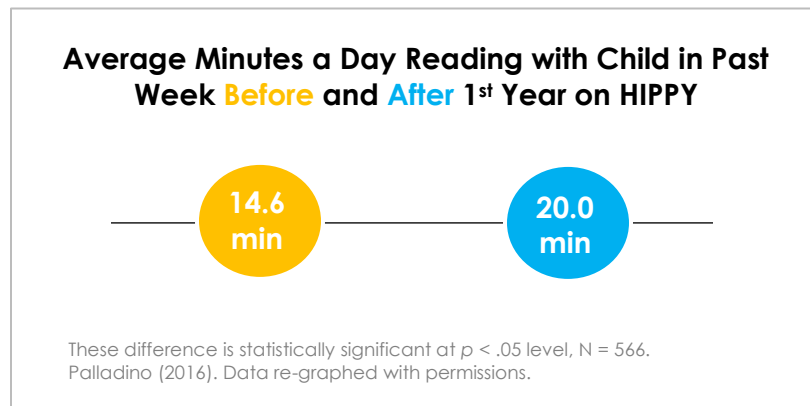 Average Minutes a Day Reading with Child in Past
Week Before and After 1st Year on HIPPY
14.6
min
20.0
min
These difference is statistically significant at p < .05 level, N = 566.
Palladino (2016). Data re-graphed with permissions.